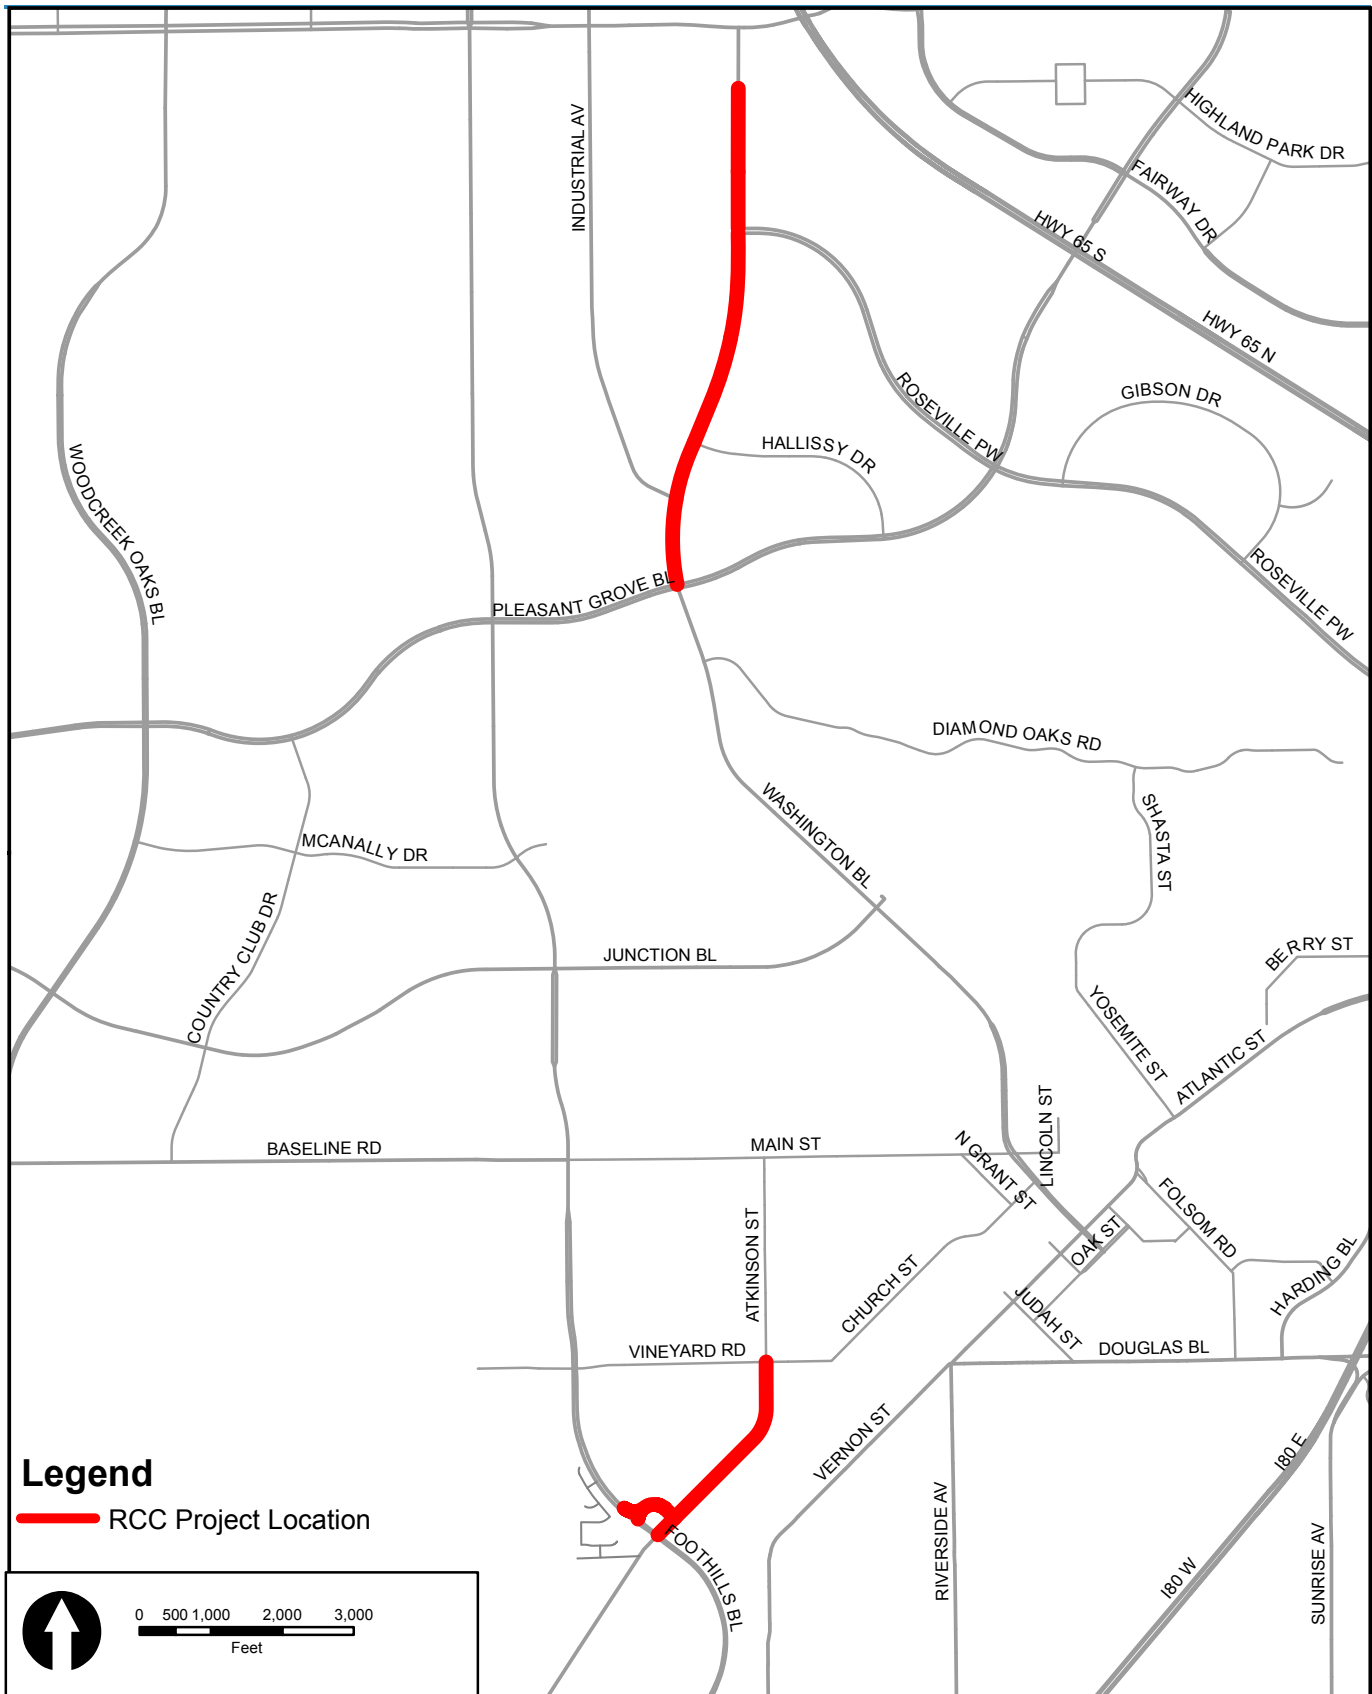 INDUSTRIAL AV
HIGHLAND PARK DR
FAIRWAY DR
HWY 65 S
HWY 65 N
ROSEVILLE PW
GIBSON DR
HALLISSY DR
WOODCREEK OAKS BL
PLEASANT GROVE BL
ROSEVILLE PW
DIAMOND OAKS RD
WASHINGTON BL
SHASTA ST
MCANALLY DR
COUNTRY CLUB DR
JUNCTION BL
BERRY ST
YOSEMITE ST
ATLANTIC ST
BASELINE RD
MAIN ST
N GRANT ST
LINCOLN ST
ATKINSON ST
CHURCH ST
OAK ST
FOLSOM RD
HARDING BL
JUDAH ST
VINEYARD RD
DOUGLAS BL
VERNON ST
I80 E
Legend
RCC Project Location
FOOTHILLS BL
RIVERSIDE AV
I80 W
SUNRISE AV
0 500 1,000 2,000 3,000
Feet